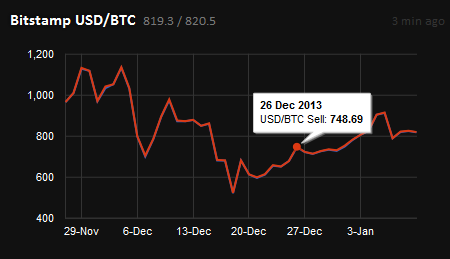 Bitstamp USD/BTC 819.3 / 820.5 3 min ago
1,200
1,000
800
600
400
26 Dec 2013
USD/BTC Sell: 748.69
29-Nov 6-Dec 13-Dec 20-Dec 27-Dec 3-Jan